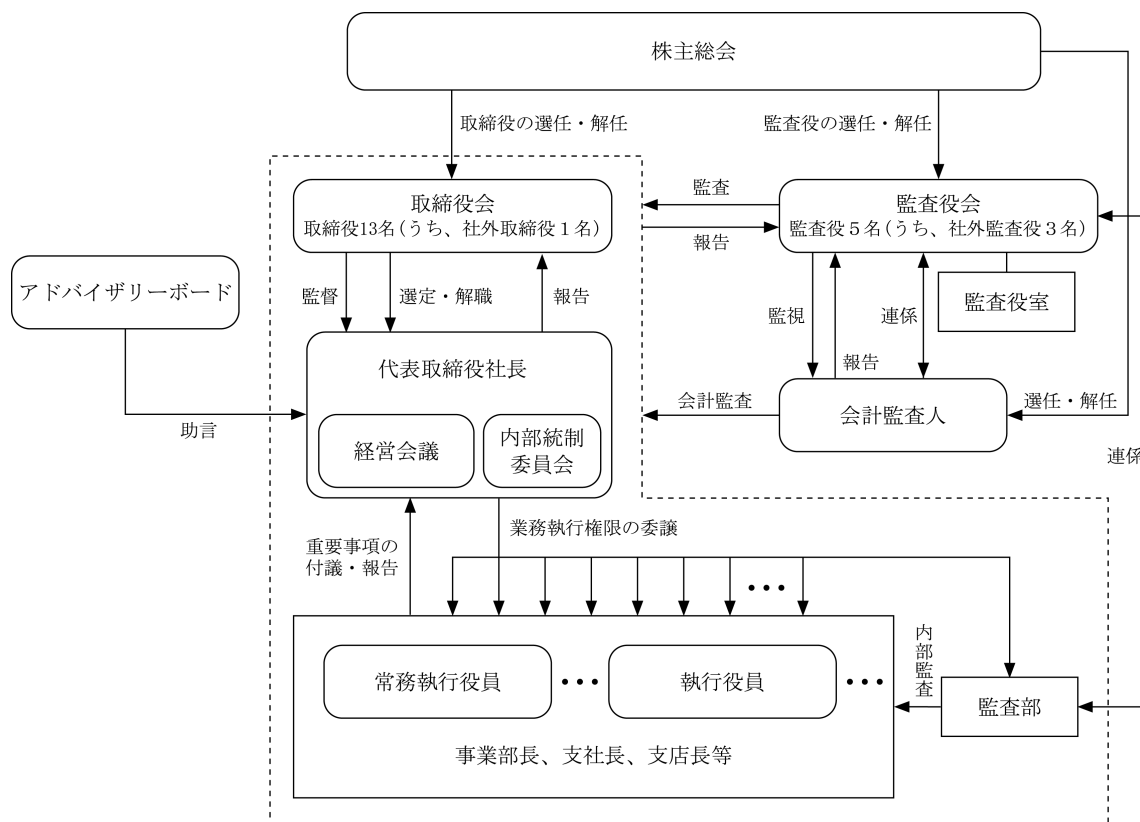 株主総会
取締役の選任・解任
監査役の選任・解任
取締役会
取締役13名（うち、社外取締役１名）
監査
報告
監査役会
監査役５名（うち、社外監査役３名）
監査役室
アドバイザリーボード
助言
監督
選定・解職
報告
監視
報告
連係
代表取締役社長
経営会議
内部統制
委員会
会計監査
会計監査人
選任・解任
連係
重要事項の
付議・報告
業務執行権限の委譲
•••
常務執行役員
•••
執行役員
•••
事業部長、支社長、支店長等
内部監査
監査部